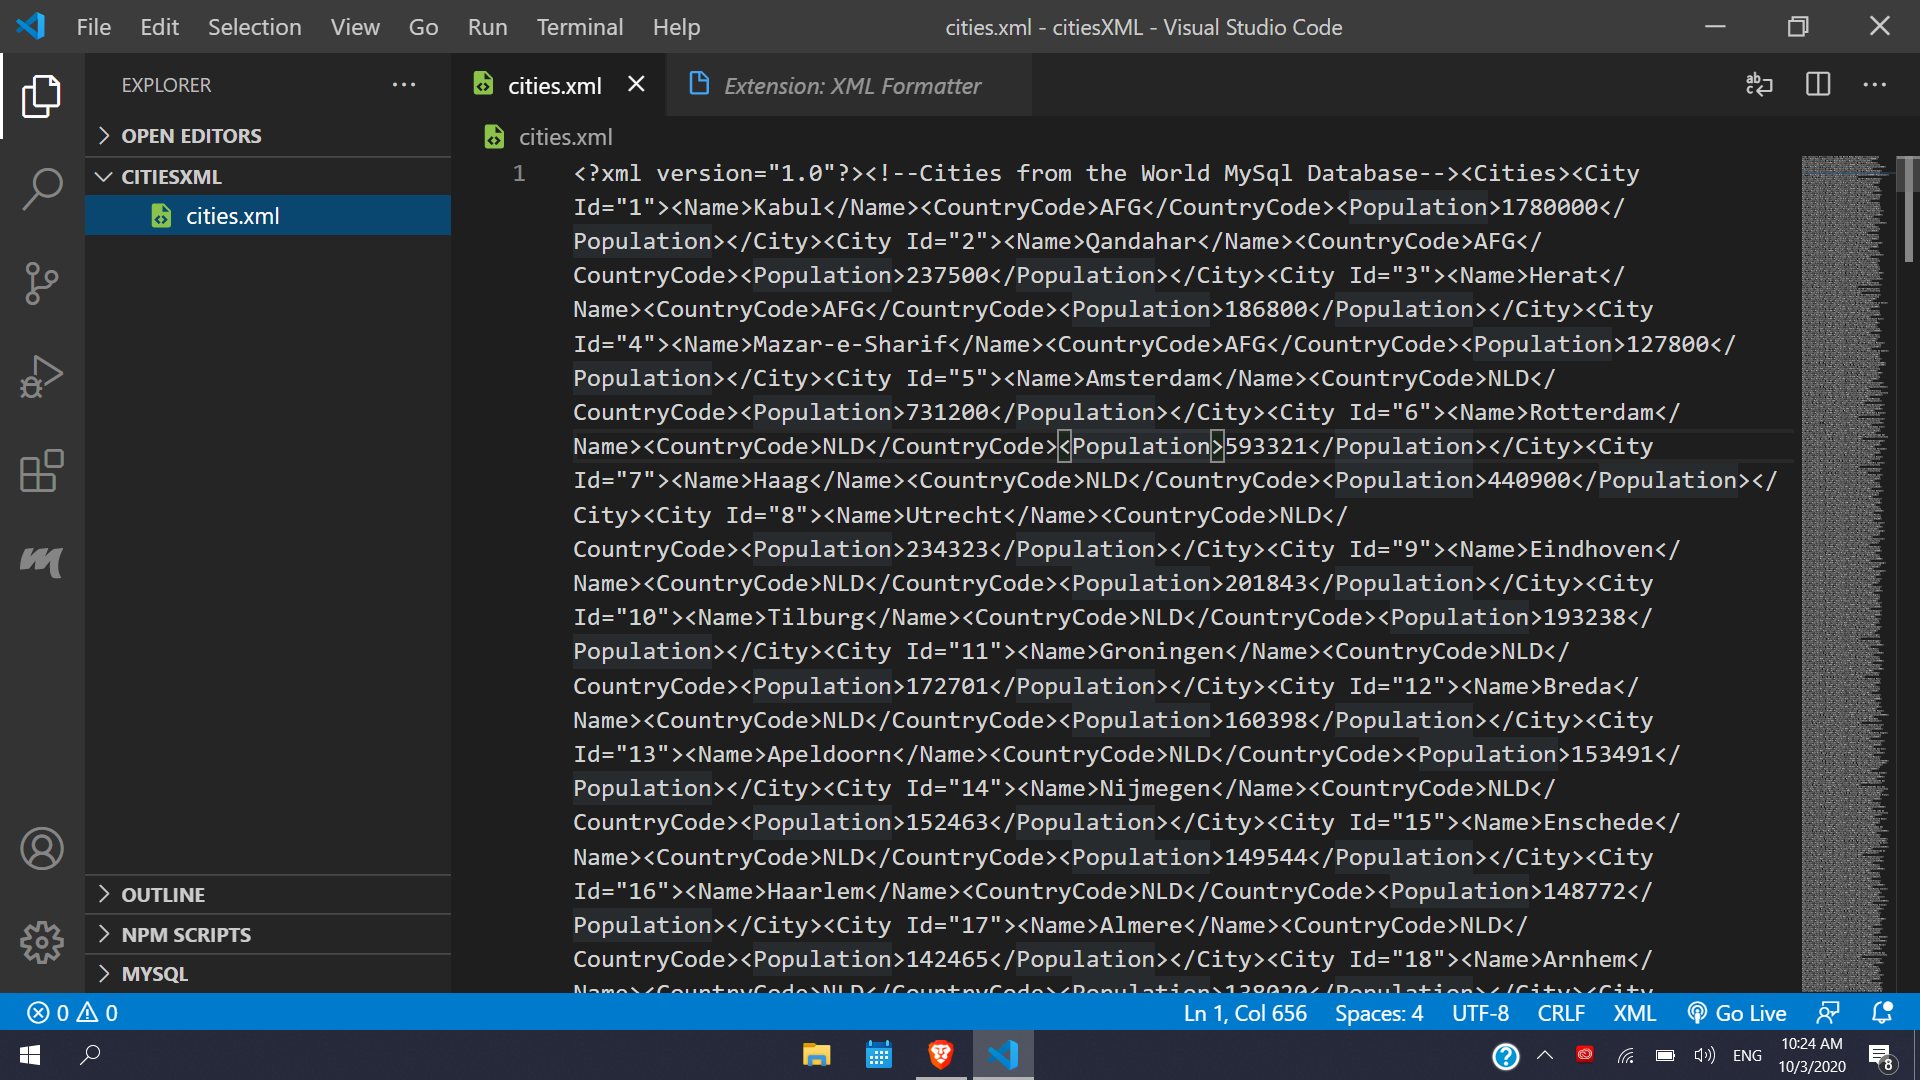 File Edit Selection View Go Run Terminal Help
cities.xml - citiesXML - Visual Studio Code
EXPLORER
OPEN EDITORS
CITIESXML
cities.xml
OUTLINE
NPM SCRIPTS
MYSQL
cities.xml
Extension: XML Formatter
cities.xml
1
<?xml version="1.0"?><!--Cities from the World MySql Database--><Cities><City
Id="1"><Name>Kabul</Name><CountryCode>AFG</CountryCode><Population>1780000</
Population></City><City Id="2"><Name>Qandahar</Name><CountryCode>AFG</
CountryCode><Population>237500</Population></City><City Id="3"><Name>Herat</
Name><CountryCode>AFG</CountryCode><Population>186800</Population></City><City
Id="4"><Name>Mazar-e-Sharif</Name><CountryCode>AFG</CountryCode><Population>127800</
Population></City><City Id="5"><Name>Amsterdam</Name><CountryCode>NLD</
CountryCode><Population>731200</Population></City><City Id="6"><Name>Rotterdam</
Name><CountryCode>NLD</CountryCode><Population>593321</Population></City><City
Id="7"><Name>Haag</Name><CountryCode>NLD</CountryCode><Population>440900</Population></
City><City Id="8"><Name>Utrecht</Name><CountryCode>NLD</
CountryCode><Population>234323</Population></City><City Id="9"><Name>Eindhoven</
Name><CountryCode>NLD</CountryCode><Population>201843</Population></City><City
Id="10"><Name>Tilburg</Name><CountryCode>NLD</CountryCode><Population>193238</
Population></City><City Id="11"><Name>Groningen</Name><CountryCode>NLD</
CountryCode><Population>172701</Population></City><City Id="12"><Name>Breda</
Name><CountryCode>NLD</CountryCode><Population>160398</Population></City><City
Id="13"><Name>Apeldoorn</Name><CountryCode>NLD</CountryCode><Population>153491</
Population></City><City Id="14"><Name>Nijmegen</Name><CountryCode>NLD</
CountryCode><Population>152463</Population></City><City Id="15"><Name>Enschede</
Name><CountryCode>NLD</CountryCode><Population>149544</Population></City><City
Id="16"><Name>Haarlem</Name><CountryCode>NLD</CountryCode><Population>148772</
Population></City><City Id="17"><Name>Almere</Name><CountryCode>NLD</
CountryCode><Population>142465</Population></City><City Id="18"><Name>Arnhem</
Name><CountryCode>NLD</CountryCode><Population>138020</Population></City><City
0 0
Ln 1, Col 656 Spaces: 4 UTF-8 CRLF XML Go Live
ENG
10:24 AM
10/3/2020
8